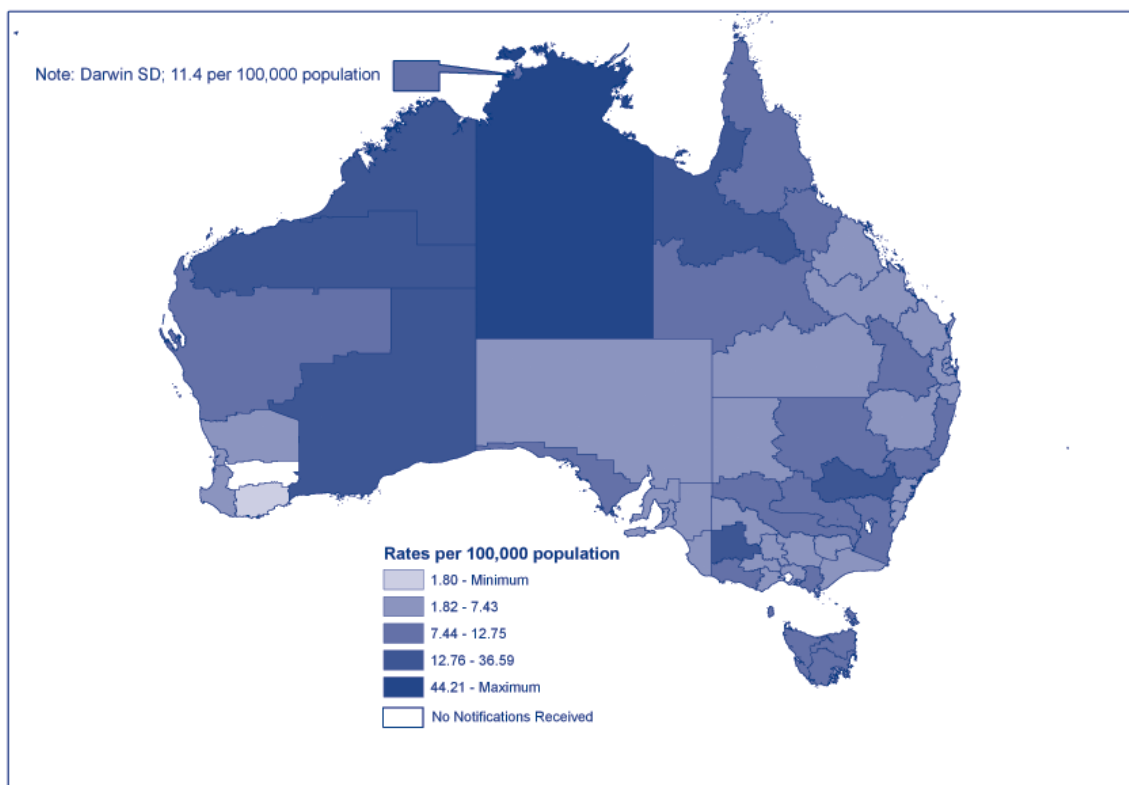 Note: Darwin SD; 11.4 per 100,000 population
Rates per 100,000 population
1.80 - Minimum
1.82 - 7.43
7.44 - 12.75
12.76 - 36.59
44.21 - Maximum
No Notifications Received